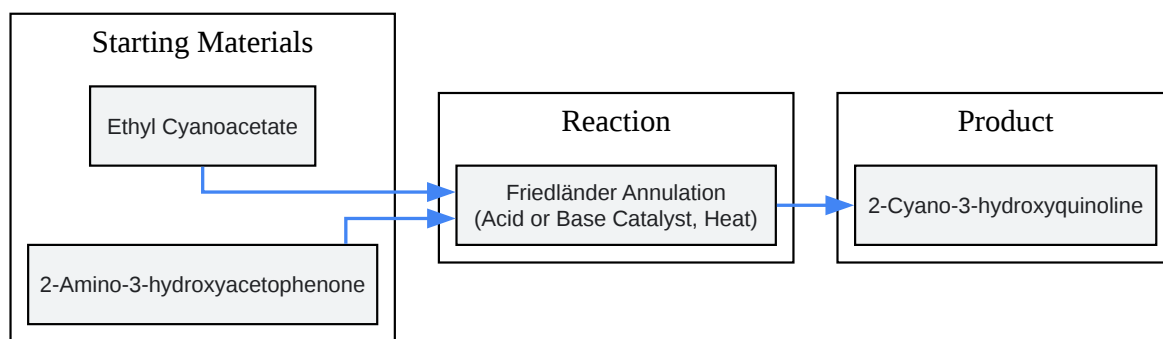 Starting Materials
Ethyl Cyanoacetate
2-Amino-3-hydroxyacetophenone
Reaction
Friedländer Annulation
(Acid or Base Catalyst, Heat)
Product
2-Cyano-3-hydroxyquinoline